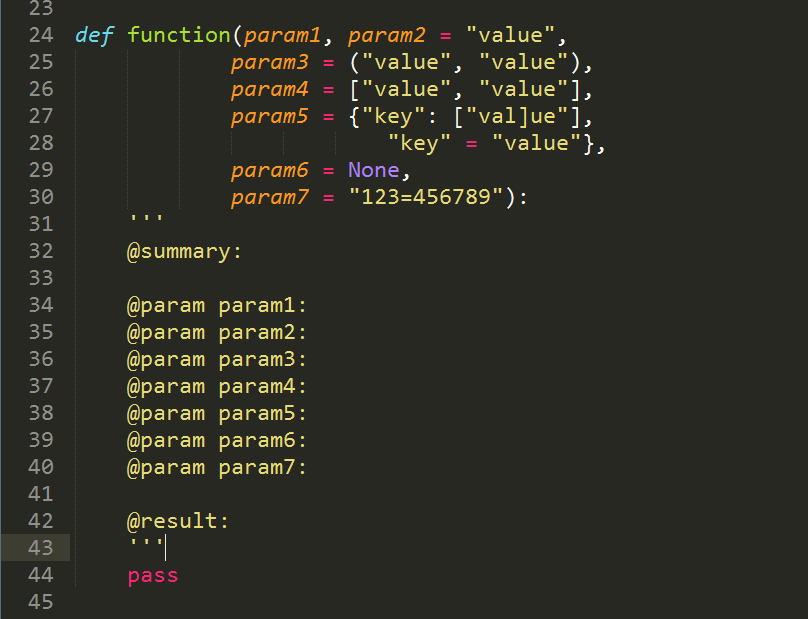 23
24 def function(param1, param2 = "value",
25 param3 = ("value", "value"),
26 param4 = ["value", "value"],
27 param5 = {"key": ["val]ue"],
28 "key" = "value"},
29 param6 = None,
30 param7 = "123=456789"):
31 '''
32 @summary:
33
34 @param param1:
35 @param param2:
36 @param param3:
37 @param param4:
38 @param param5:
39 @param param6:
40 @param param7:
41
42 @result:
43 '''
44 pass
45